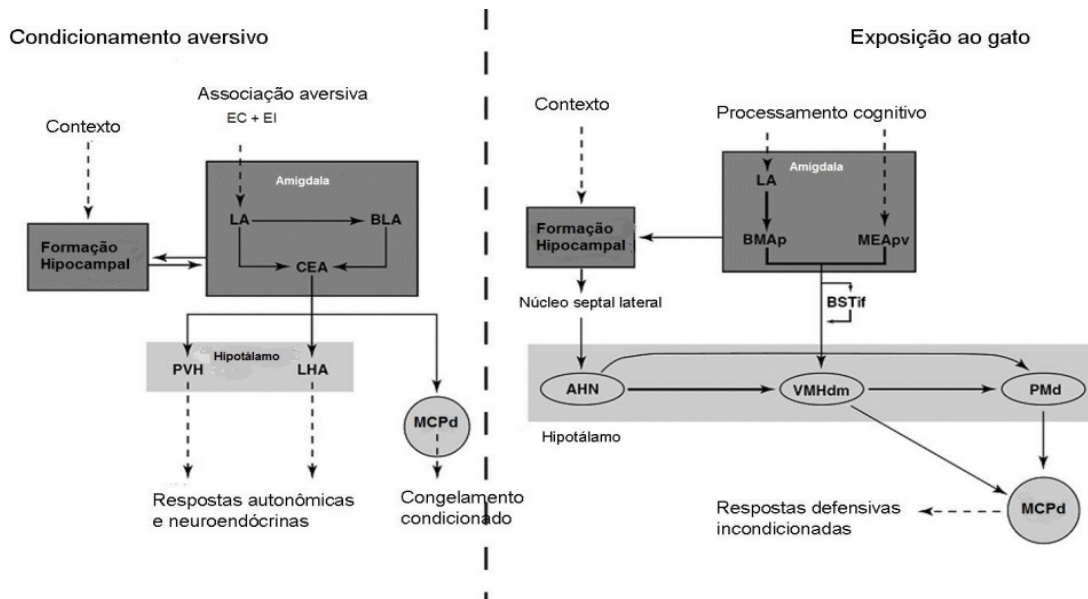 Condicionamento aversivo
Associação aversiva
EC + EI
Contexto
Amígdala
LA
BLA
CEA
Formação
Hipocampal
Hipotálamo
PVH
LHA
MCPd
Respostas autonômicas
e neuroendócrinas
Congelamento
condicionado
Exposição ao gato
Contexto
Processamento cognitivo
Amígdala
LA
BMAp
MEApv
Formação
Hipocampal
Núcleo septal lateral
BSTif
AHN
VMHdm
PMd
Hipotálamo
MCPd
Respostas defensivas
incondicionadas